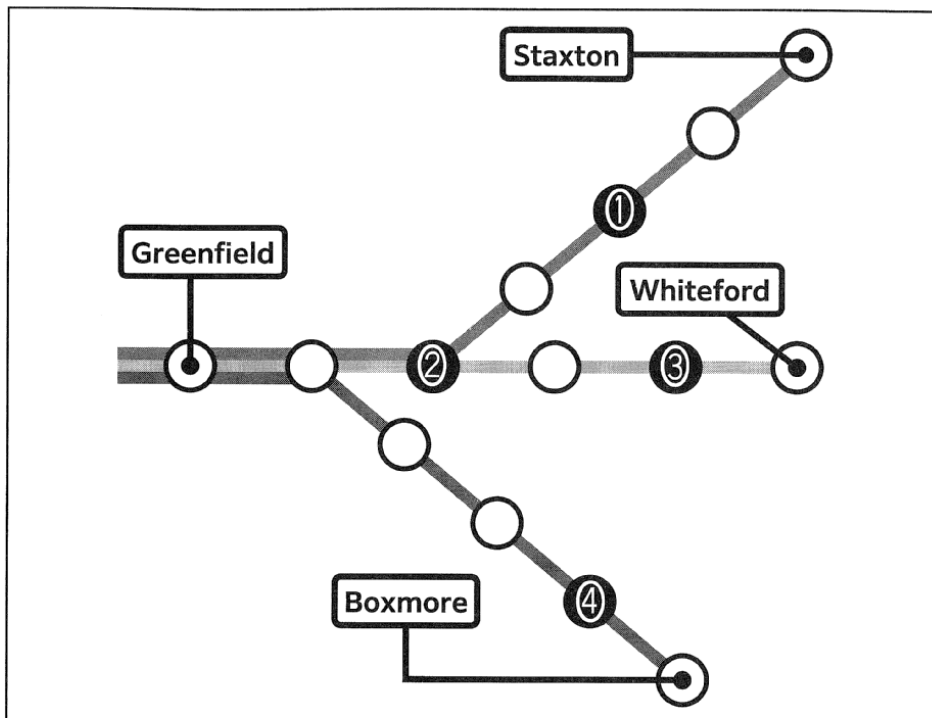 Staxton
①
Greenfield
Whiteford
②
③
④
Boxmore